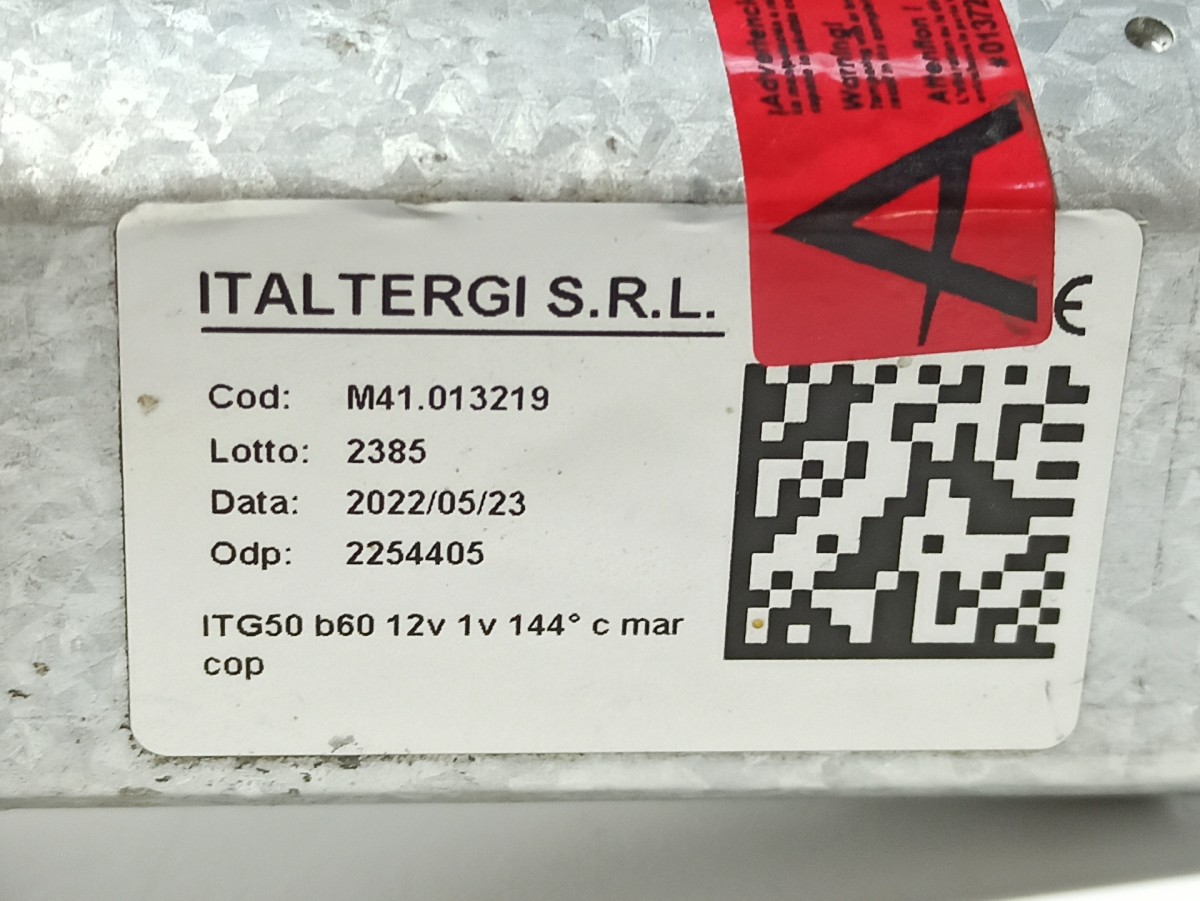 ITALTERGI S.R.L.
CE
Cod: M41.013219
Lotto: 2385
Data: 2022/05/23
Odp: 2254405
ITG50 b60 12v 1v 144° c mar
cop
Warning!
Attention !
A